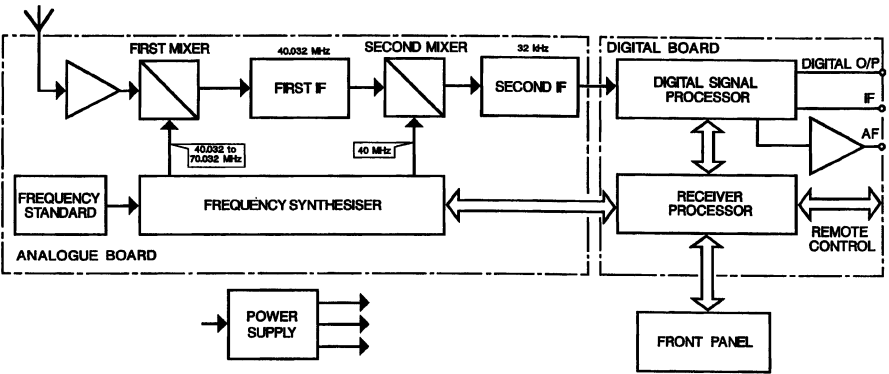 FIRST MIXER
40.032 MHz
FIRST IF
SECOND MIXER
32 kHz
SECOND IF
DIGITAL BOARD
DIGITAL SIGNAL
PROCESSOR
DIGITAL O/P
IF
AF
40.032 to
70.032 MHz
40 MHz
FREQUENCY
STANDARD
FREQUENCY SYNTHESISER
RECEIVER
PROCESSOR
REMOTE
CONTROL
ANALOGUE BOARD
POWER
SUPPLY
FRONT PANEL